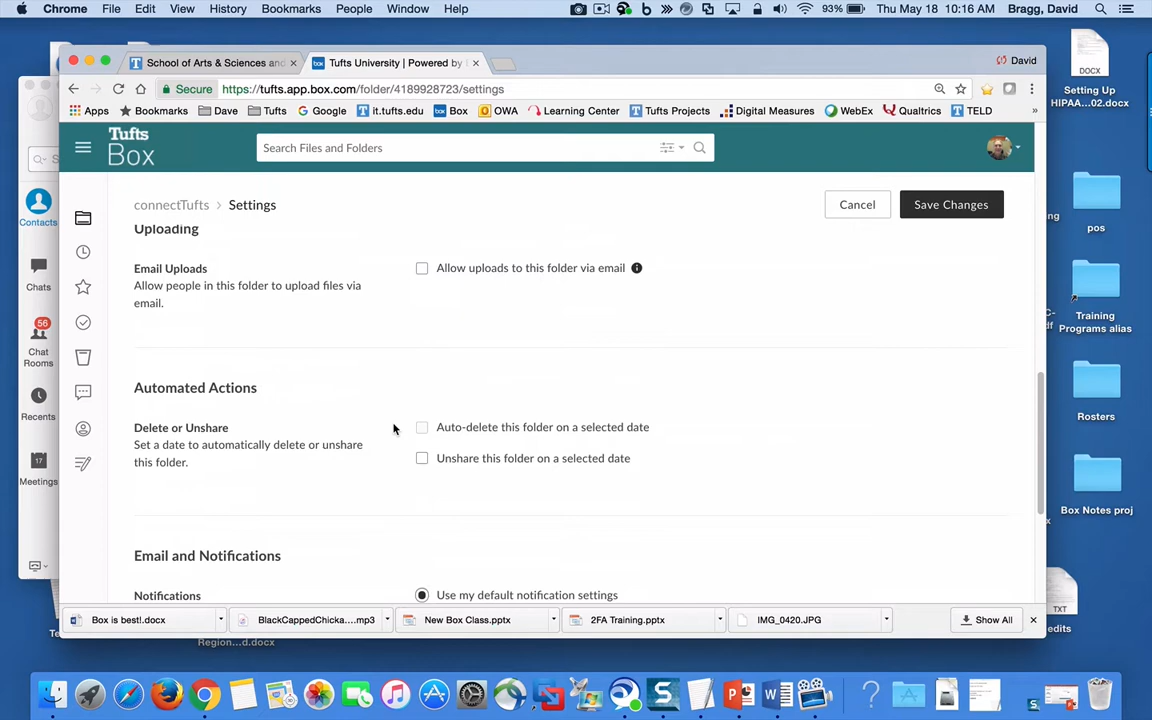 Chrome File Edit View History Bookmarks People Window Help 93% Thu May 18 10:16 AM Bragg, David
School of Arts & Sciences and
Tufts University | Powered by
David
Secure https://tufts.app.box.com/folder/4189928723/settings
Apps Bookmarks Dave Tufts Google it.tufts.edu Box OWA Learning Center Tufts Projects Digital Measures WebEx Qualtrics TELD »
Tufts
Box
Search Files and Folders
connectTufts > Settings
Cancel
Save Changes
Uploading
Email Uploads
Allow people in this folder to upload files via
email.
Allow uploads to this folder via email
Automated Actions
Delete or Unshare
Set a date to automatically delete or unshare
this folder.
Auto-delete this folder on a selected date
Unshare this folder on a selected date
Email and Notifications
Notifications
Use my default notification settings
Box is best!.docx
BlackCappedChicka....mp3
New Box Class.pptx
2FA Training.pptx
IMG_0420.JPG
Show All
Contacts
Chats
56
Chat
Rooms
Recents
17
Meetings
DOCX
Setting Up
HIPAA...02.docx
pos
Training
Programs alias
Rosters
Box Notes proj
TXT
edits
Region...d.docx